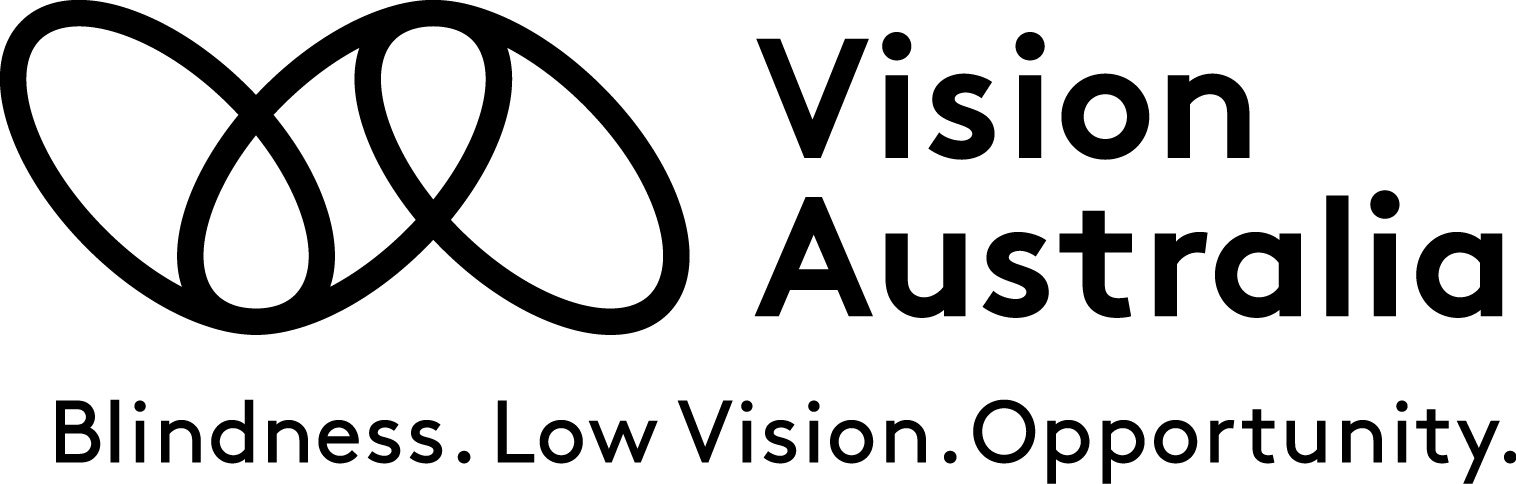 Vision
Australia
Blindness. Low Vision. Opportunity.